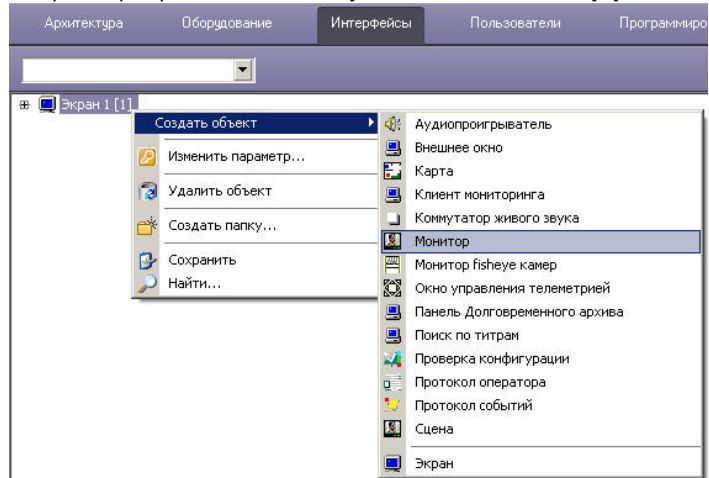 Архитектура Оборудование Интерфейсы Пользователи Программиро
Экран 1 [1]
Создать объект
Изменить параметр...
Удалить объект
Создать папку...
Сохранить
Найти...
Аудиопроигрыватель
Внешнее окно
Карта
Клиент мониторинга
Коммутатор живого звука
Монитор
Монитор fisheye камер
Окно управления телеметрией
Панель Долговременного архива
Поиск по титрам
Проверка конфигурации
Протокол оператора
Протокол событий
Сцена
Экран